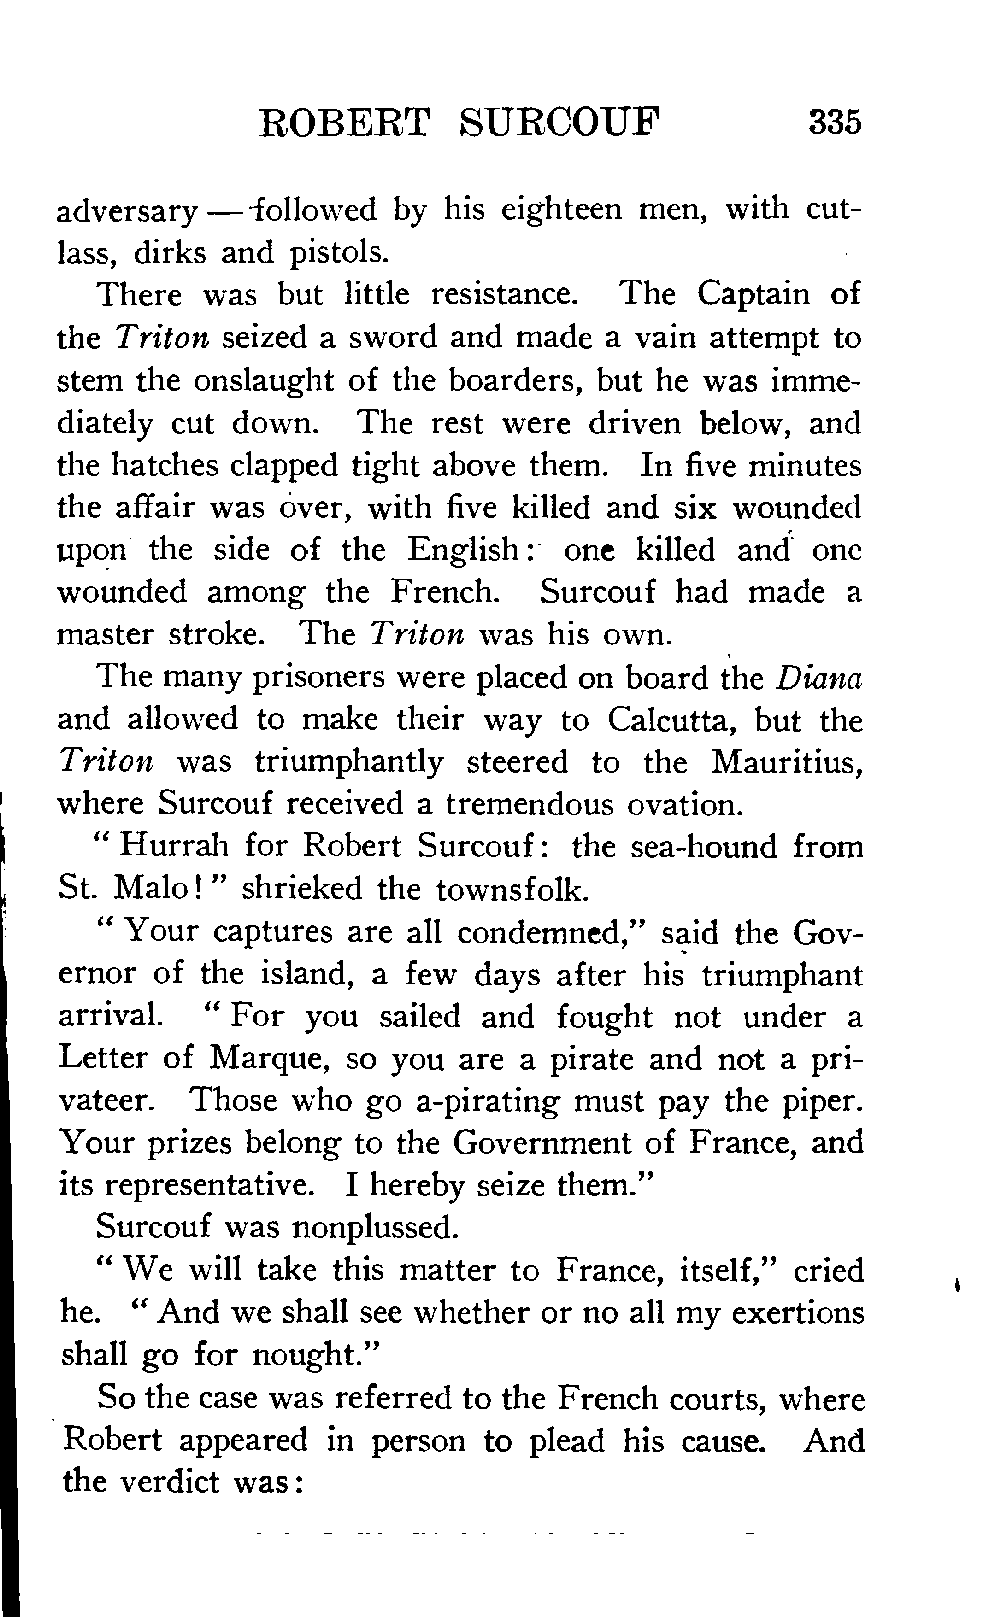 ROBERT SURCOUF 335
adversary — followed by his eighteen men, with cut-
lass, dirks and pistols.
There was but little resistance. The Captain of
the Triton seized a sword and made a vain attempt to
stem the onslaught of the boarders, but he was imme-
diately cut down. The rest were driven below, and
the hatches clapped tight above them. In five minutes
the affair was over, with five killed and six wounded
upon the side of the English: one killed and one
wounded among the French. Surcouf had made a
master stroke. The Triton was his own.
The many prisoners were placed on board the Diana
and allowed to make their way to Calcutta, but the
Triton was triumphantly steered to the Mauritius,
where Surcouf received a tremendous ovation.
“Hurrah for Robert Surcouf: the sea-hound from
St. Malo!” shrieked the townsfolk.
“Your captures are all condemned,” said the Gov-
ernor of the island, a few days after his triumphant
arrival. “For you sailed and fought not under a
Letter of Marque, so you are a pirate and not a pri-
vateer. Those who go a-pirating must pay the piper.
Your prizes belong to the Government of France, and
its representative. I hereby seize them.”
Surcouf was nonplussed.
“We will take this matter to France, itself,” cried
he. “And we shall see whether or no all my exertions
shall go for nought.”
So the case was referred to the French courts, where
Robert appeared in person to plead his cause. And
the verdict was: